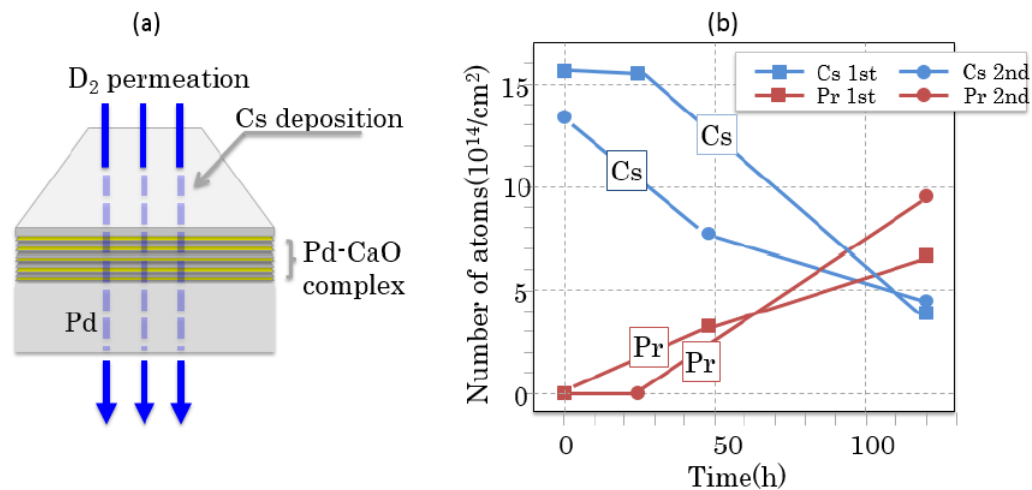 (a)
D₂ permeation
Cs deposition
Pd-CaO
complex
Pd
(b)
Number of atoms(10¹⁴/cm²)
15
10
5
0
Cs 1st
Cs 2nd
Pr 1st
Pr 2nd
Cs
Cs
Pr
Pr
0
50
100
Time(h)